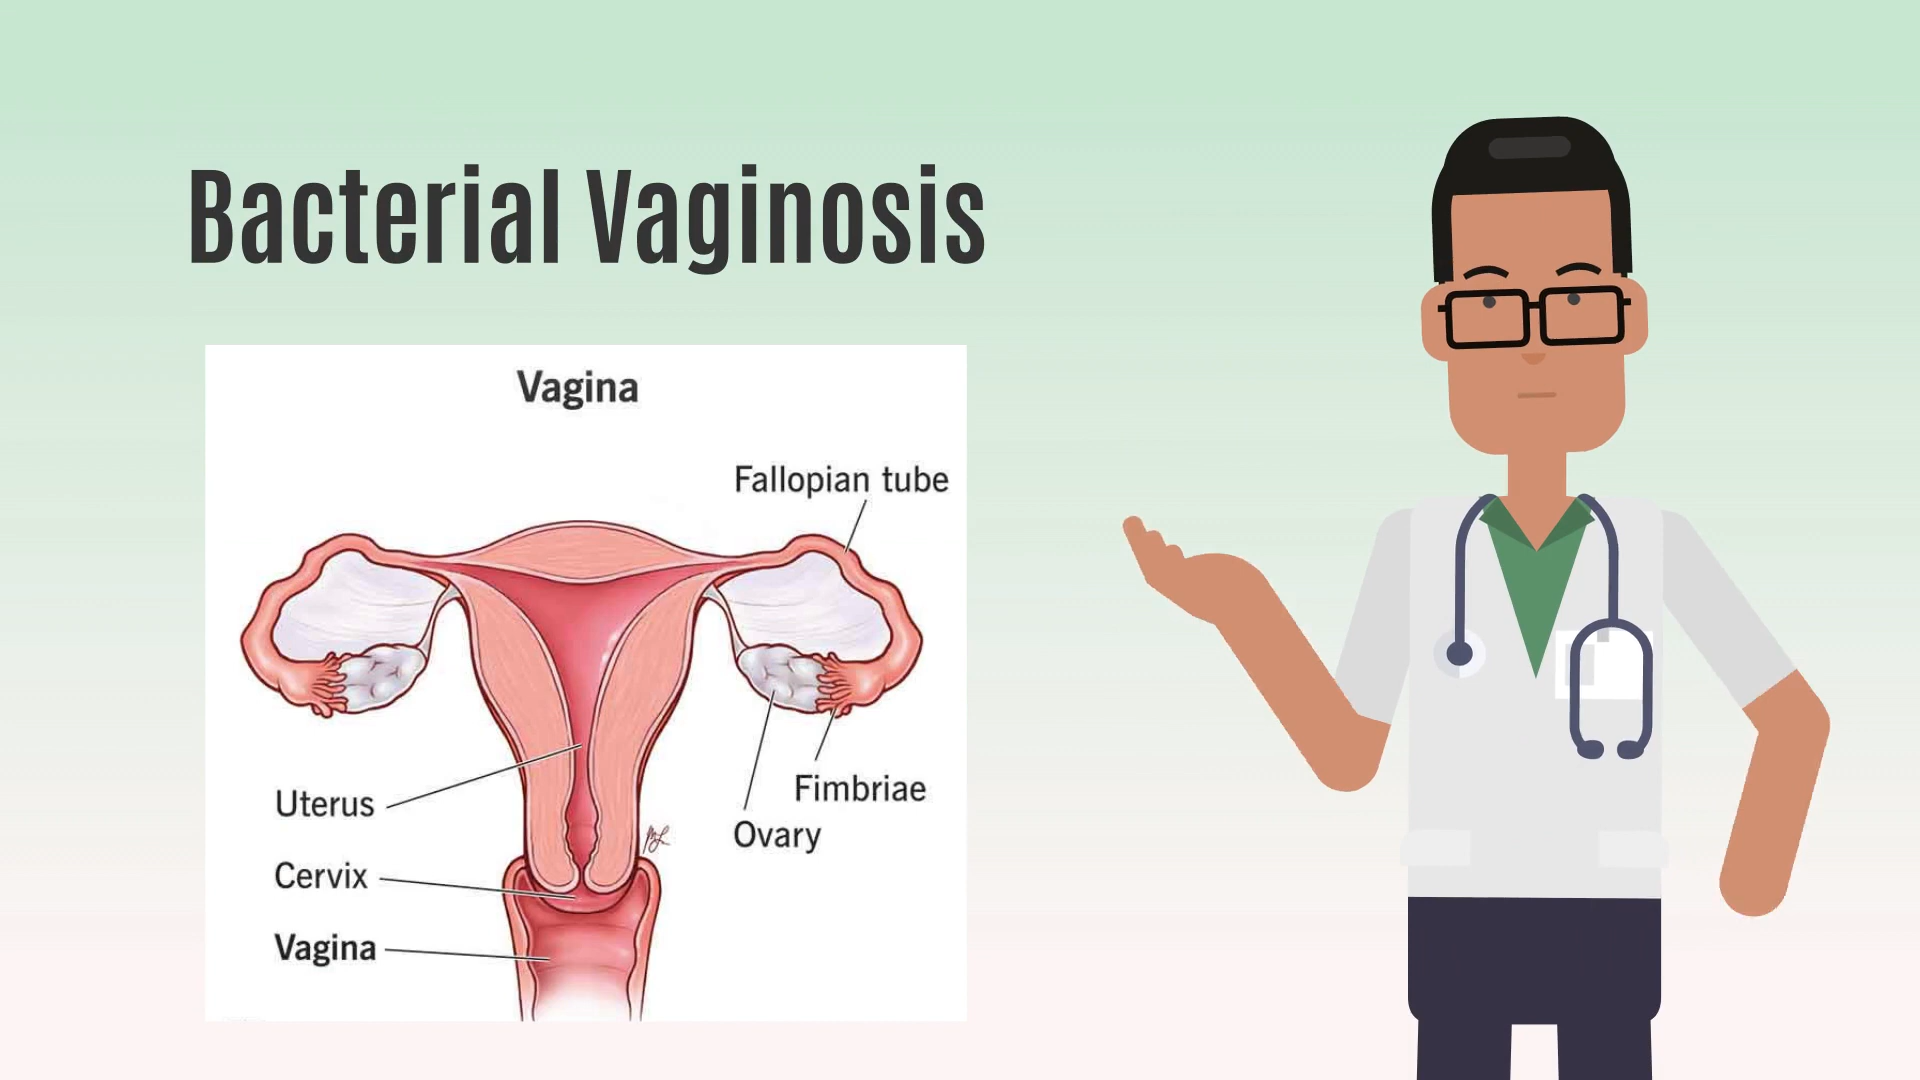 Bacterial Vaginosis
Vagina
Fallopian tube
Uterus
Fimbriae
Ovary
Cervix
Vagina